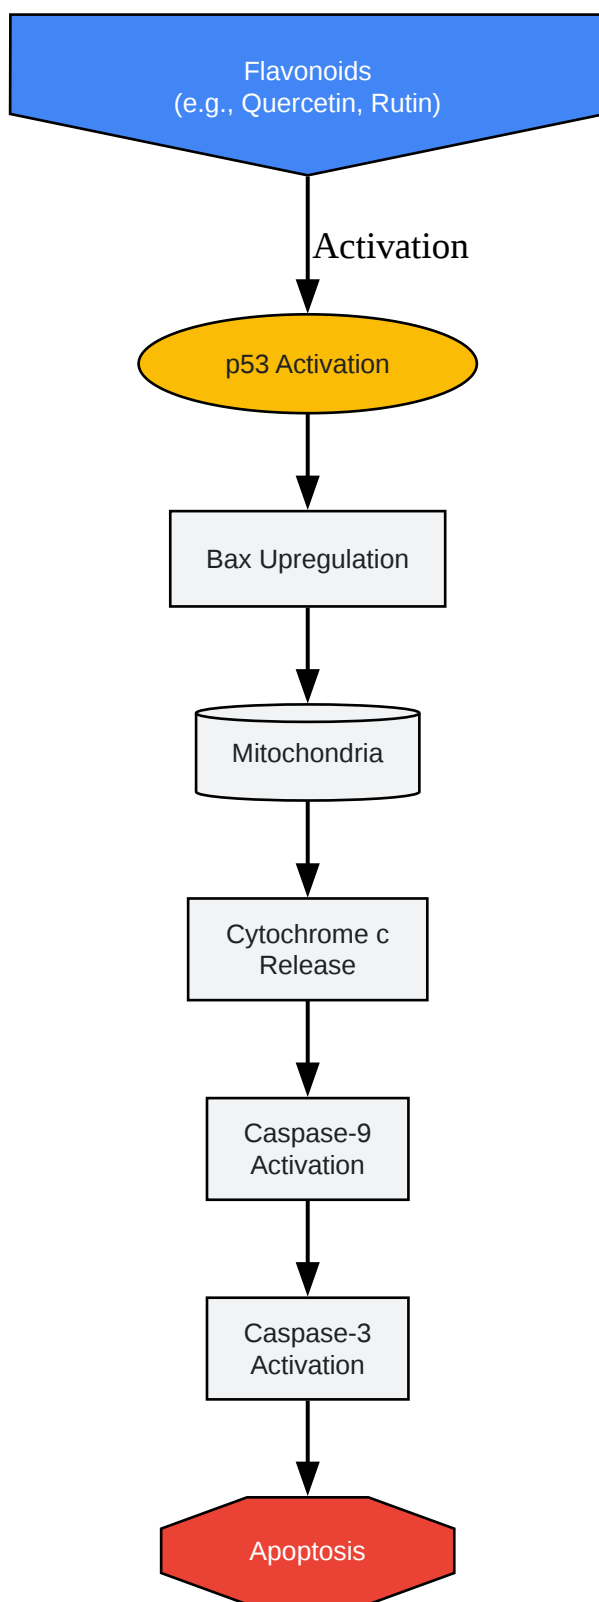 Flavonoids
(e.g., Quercetin, Rutin)
Activation
p53 Activation
Bax Upregulation
Mitochondria
Cytochrome c
Release
Caspase-9
Activation
Caspase-3
Activation
Apoptosis